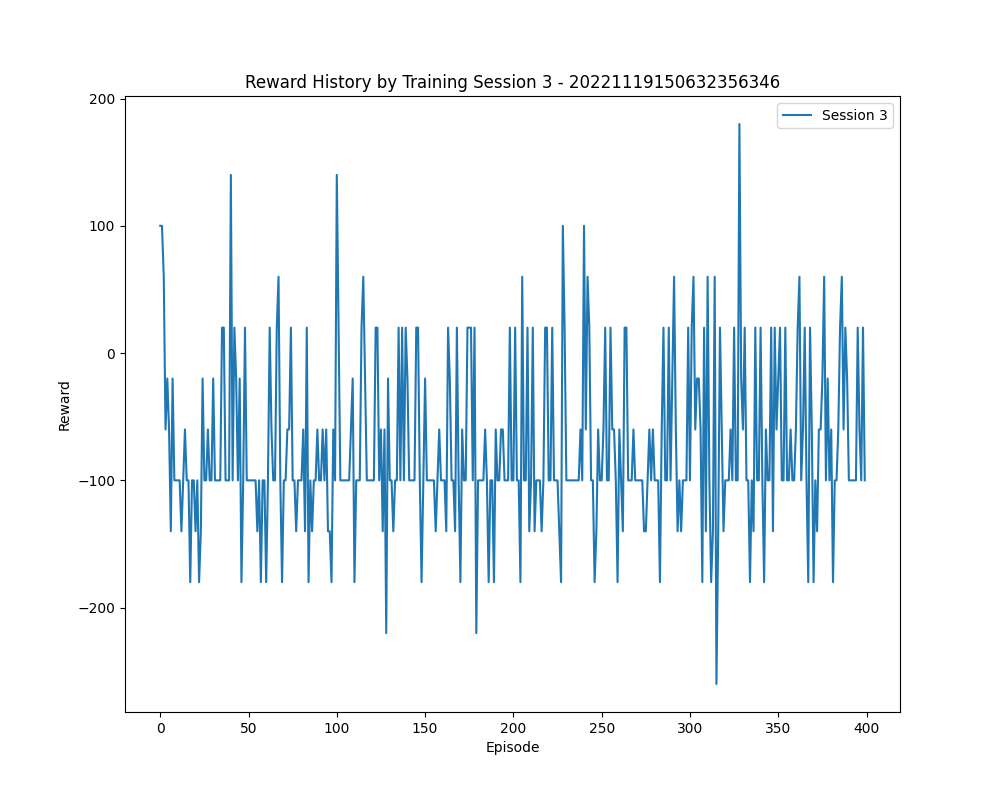 Reward History by Training Session 3 - 20221119150632356346
Session 3
200
100
0
−100
−200
Reward
0 50 100 150 200 250 300 350 400
Episode